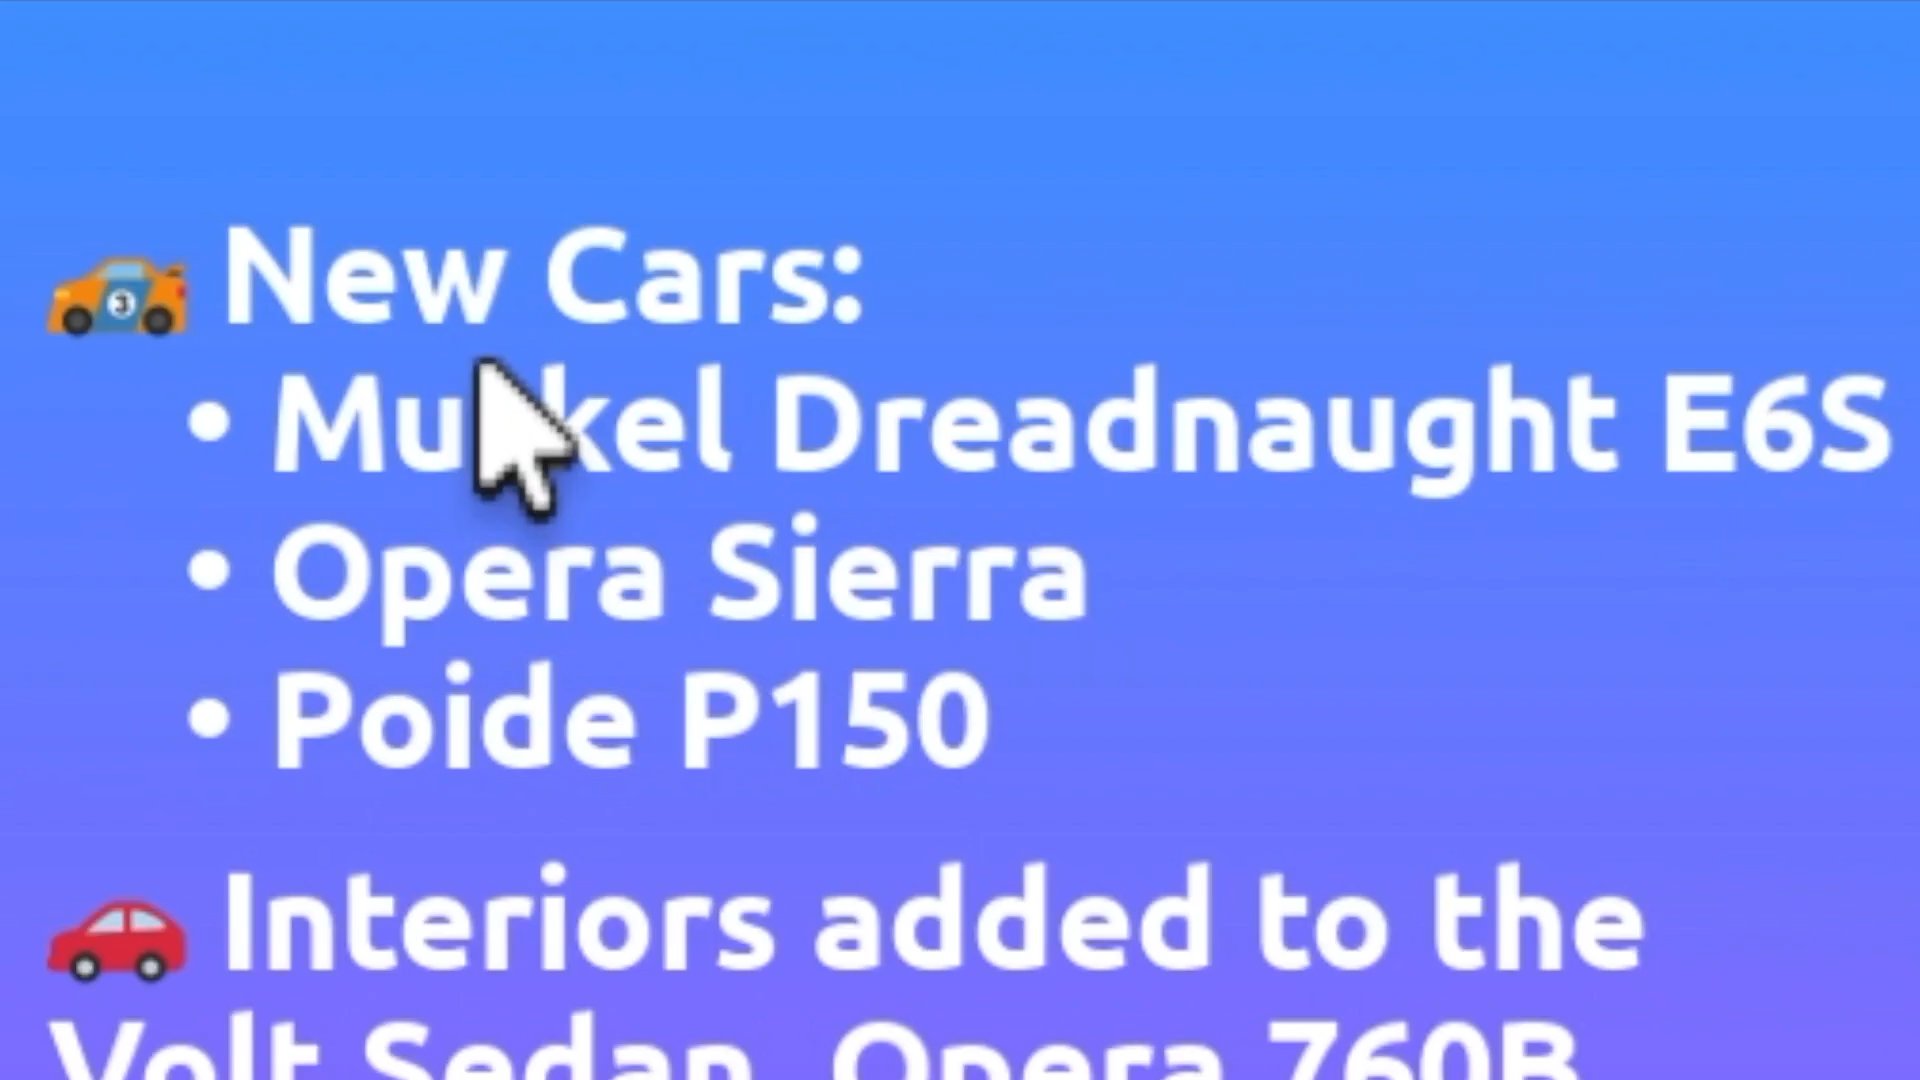 New Cars:
• Dreadnaught E6S
• Opera Sierra
• Poide P150
Interiors added to the
Volt Sedan, Opera 760B